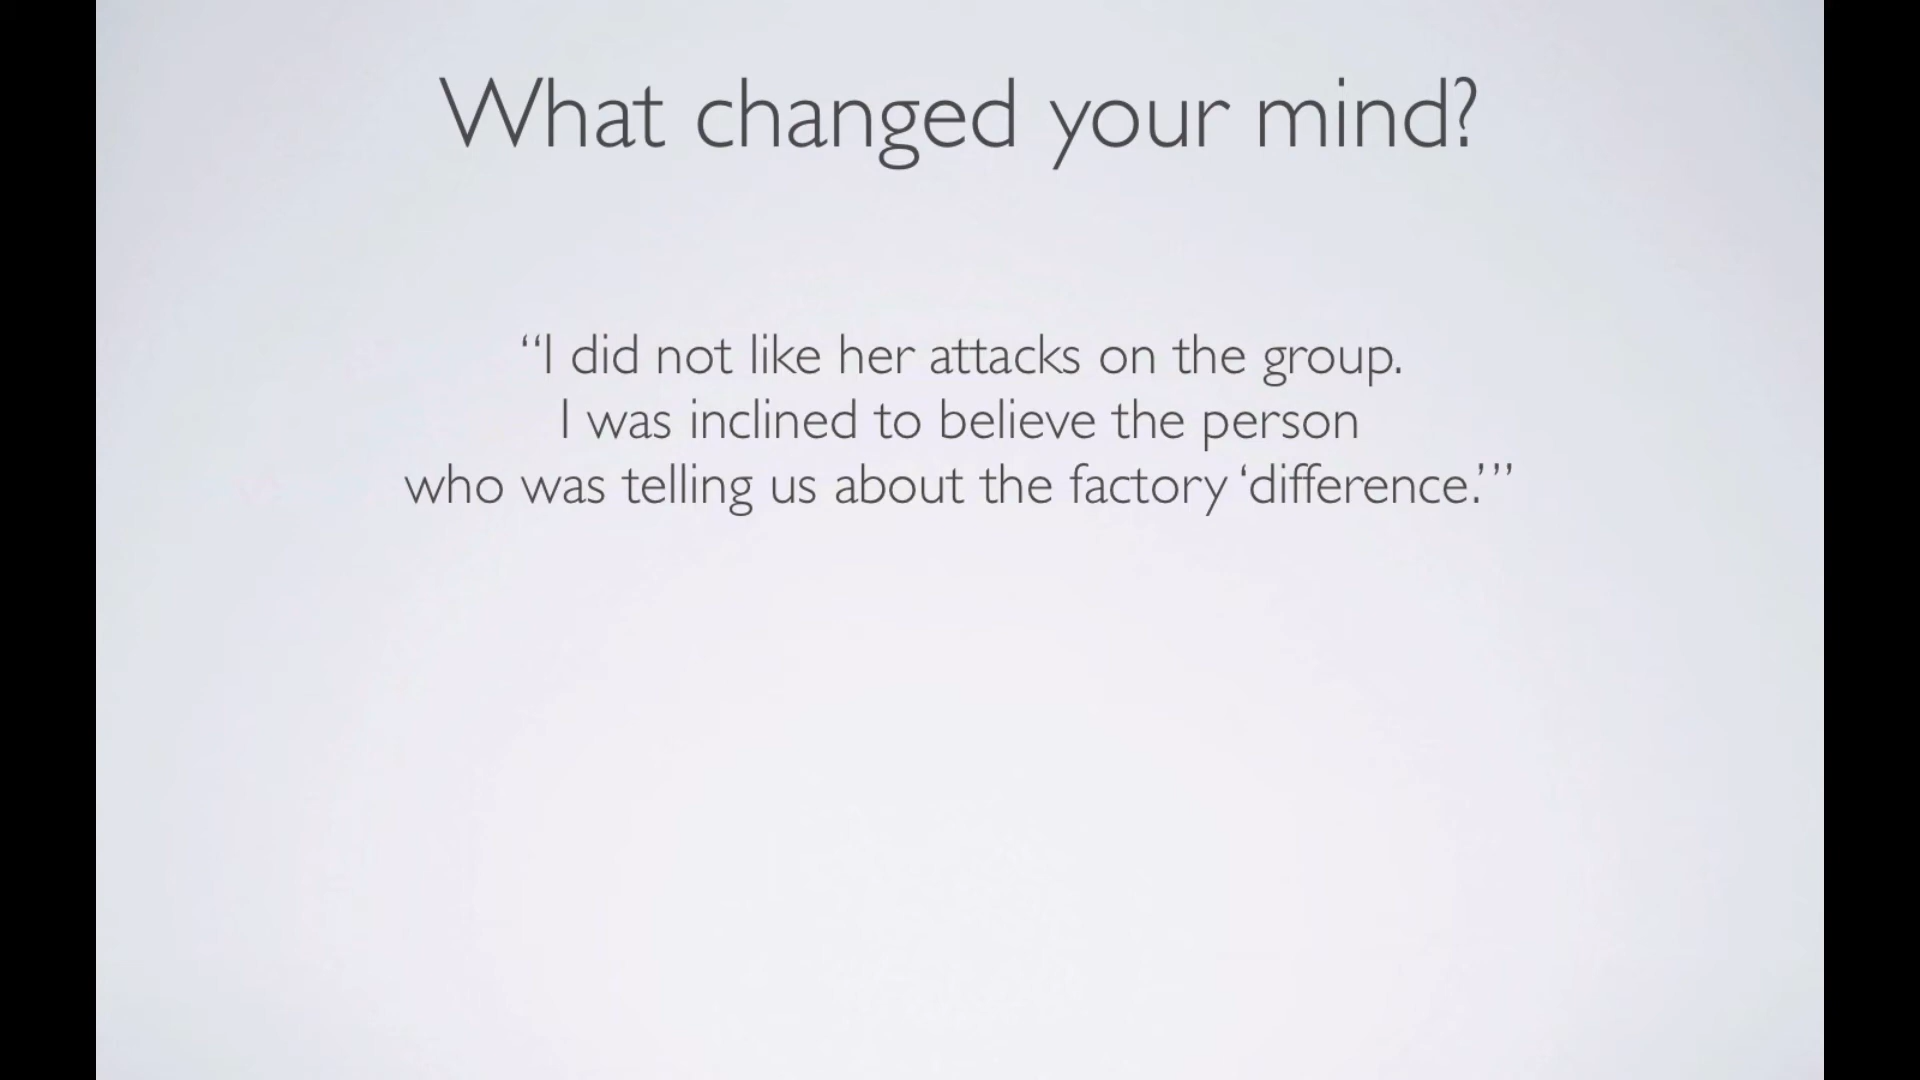 What changed your mind?
“I did not like her attacks on the group.
I was inclined to believe the person
who was telling us about the factory ‘difference.’”